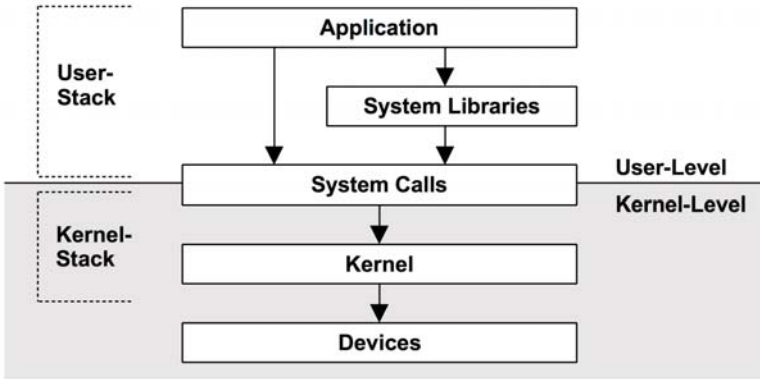 Application
User-
Stack
System Libraries
User-Level
System Calls
Kernel-Level
Kernel-
Stack
Kernel
Devices